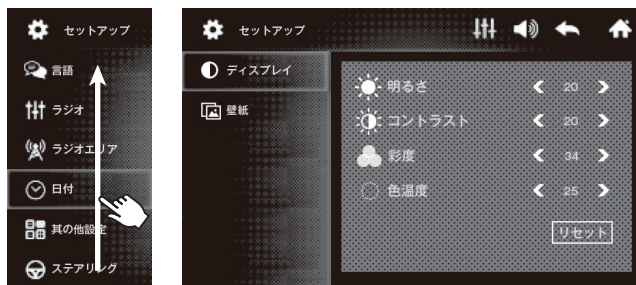 セットアップ
言語
ラジオ
ラジオエリア
日付
其の他設定
ステアリング
セットアップ
ディスプレイ
壁紙
明るさ 20
コントラスト 20
彩度 34
色温度 25
リセット